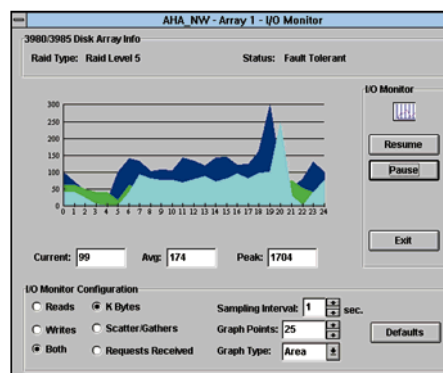 AHA_NW - Array 1 - I/O Monitor
3980/3985 Disk Array Info
Raid Type: Raid Level 5 Status: Fault Tolerant
I/O Monitor
300
250
200
150
100
50
0
0 1 2 3 4 5 6 7 8 9 10 11 12 13 14 15 16 17 18 19 20 21 22 23 24
Resume
Pause
Exit
Current: 99 Avg: 174 Peak: 1704
I/O Monitor Configuration
Reads K Bytes Sampling Interval: 1 sec.
Writes Scatter/Gathers Graph Points: 25 Defaults
Both Requests Received Graph Type: Area